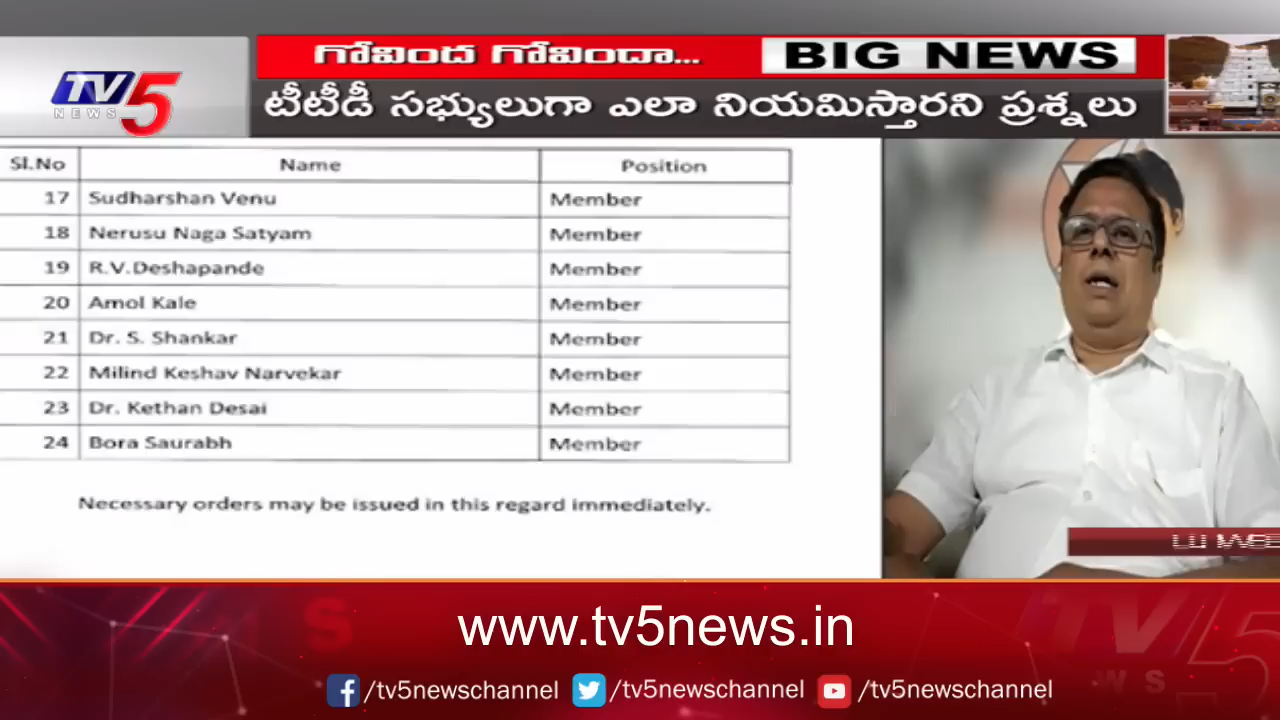 గోవింద గోవిందా...
BIG NEWS
TV5
NEWS
టీటీడీ సభ్యులుగా ఎలా నియమిస్తారని ప్రశ్నలు
Sl.No Name Position
17 Sudharshan Venu Member
18 Nerusu Naga Satyam Member
19 R.V.Deshapande Member
20 Amol Kale Member
21 Dr. S. Shankar Member
22 Milind Keshav Narvekar Member
23 Dr. Kethan Desai Member
24 Bora Saurabh Member
Necessary orders may be issued in this regard immediately.
www.tv5news.in
/tv5newschannel /tv5newschannel /tv5newschannel